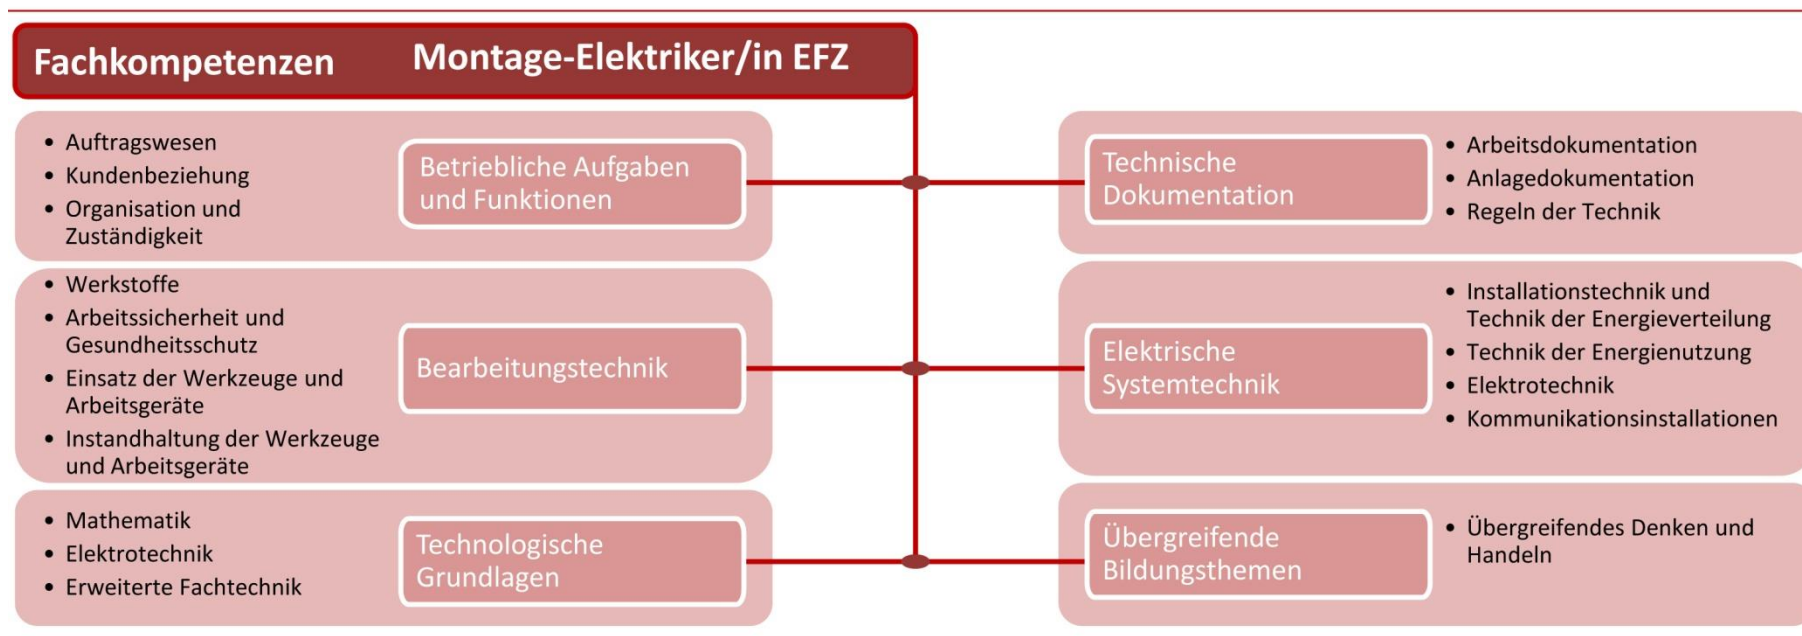 Fachkompetenzen Montage-Elektriker/in EFZ
• Auftragswesen
• Kundenbeziehung
• Organisation und
Zuständigkeit
Betriebliche Aufgaben
und Funktionen
Technische
Dokumentation
• Arbeitsdokumentation
• Anlagedokumentation
• Regeln der Technik
• Werkstoffe
• Arbeitssicherheit und
Gesundheitsschutz
• Einsatz der Werkzeuge und
Arbeitsgeräte
• Instandhaltung der Werkzeuge
und Arbeitsgeräte
Bearbeitungstechnik
Elektrische
Systemtechnik
• Installationstechnik und
Technik der Energieverteilung
• Technik der Energienutzung
• Elektrotechnik
• Kommunikationsinstallationen
• Mathematik
• Elektrotechnik
• Erweiterte Fachtechnik
Technologische
Grundlagen
Übergreifende
Bildungsthemen
• Übergreifendes Denken und
Handeln